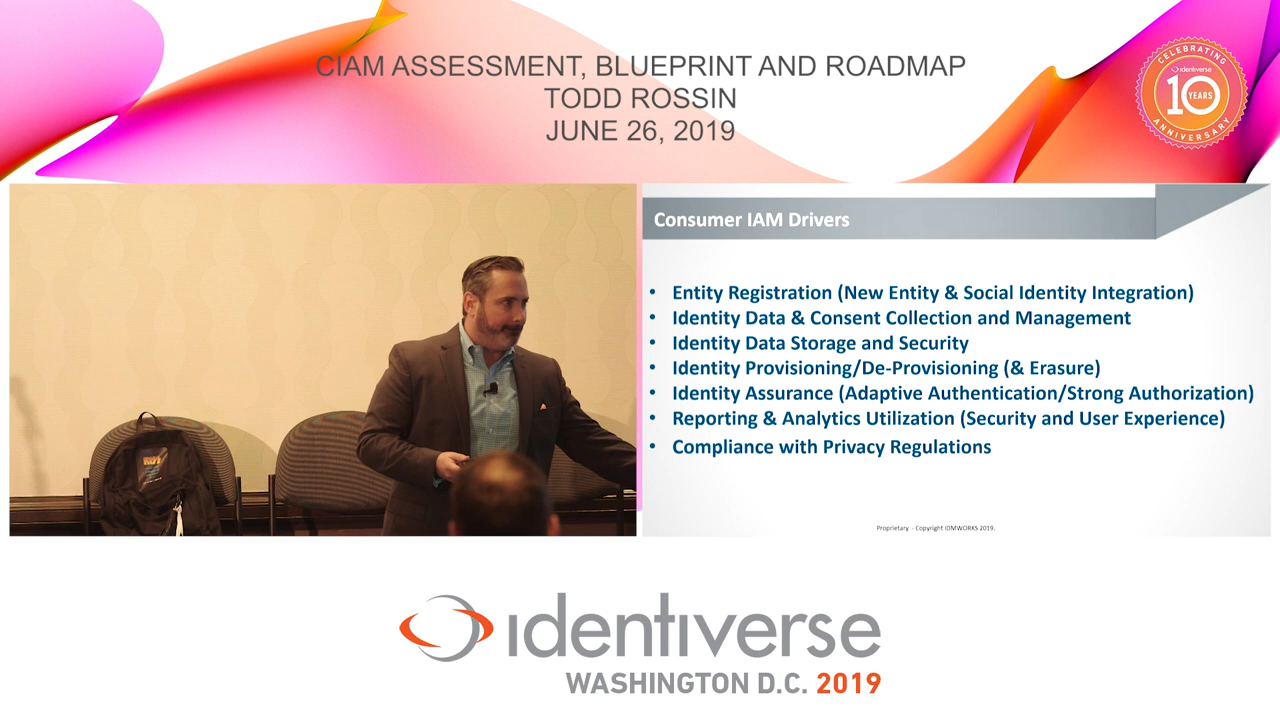 CIAM ASSESSMENT, BLUEPRINT AND ROADMAP
TODD ROSSIN
JUNE 26, 2019
CELEBRATING
identiverse
10 YEARS
ANNIVERSARY
Consumer IAM Drivers
• Entity Registration (New Entity & Social Identity Integration)
• Identity Data & Consent Collection and Management
• Identity Data Storage and Security
• Identity Provisioning/De-Provisioning (& Erasure)
• Identity Assurance (Adaptive Authentication/Strong Authorization)
• Reporting & Analytics Utilization (Security and User Experience)
• Compliance with Privacy Regulations
Proprietary - Copyright IDMWORKS 2019.
identiverse
WASHINGTON D.C. 2019